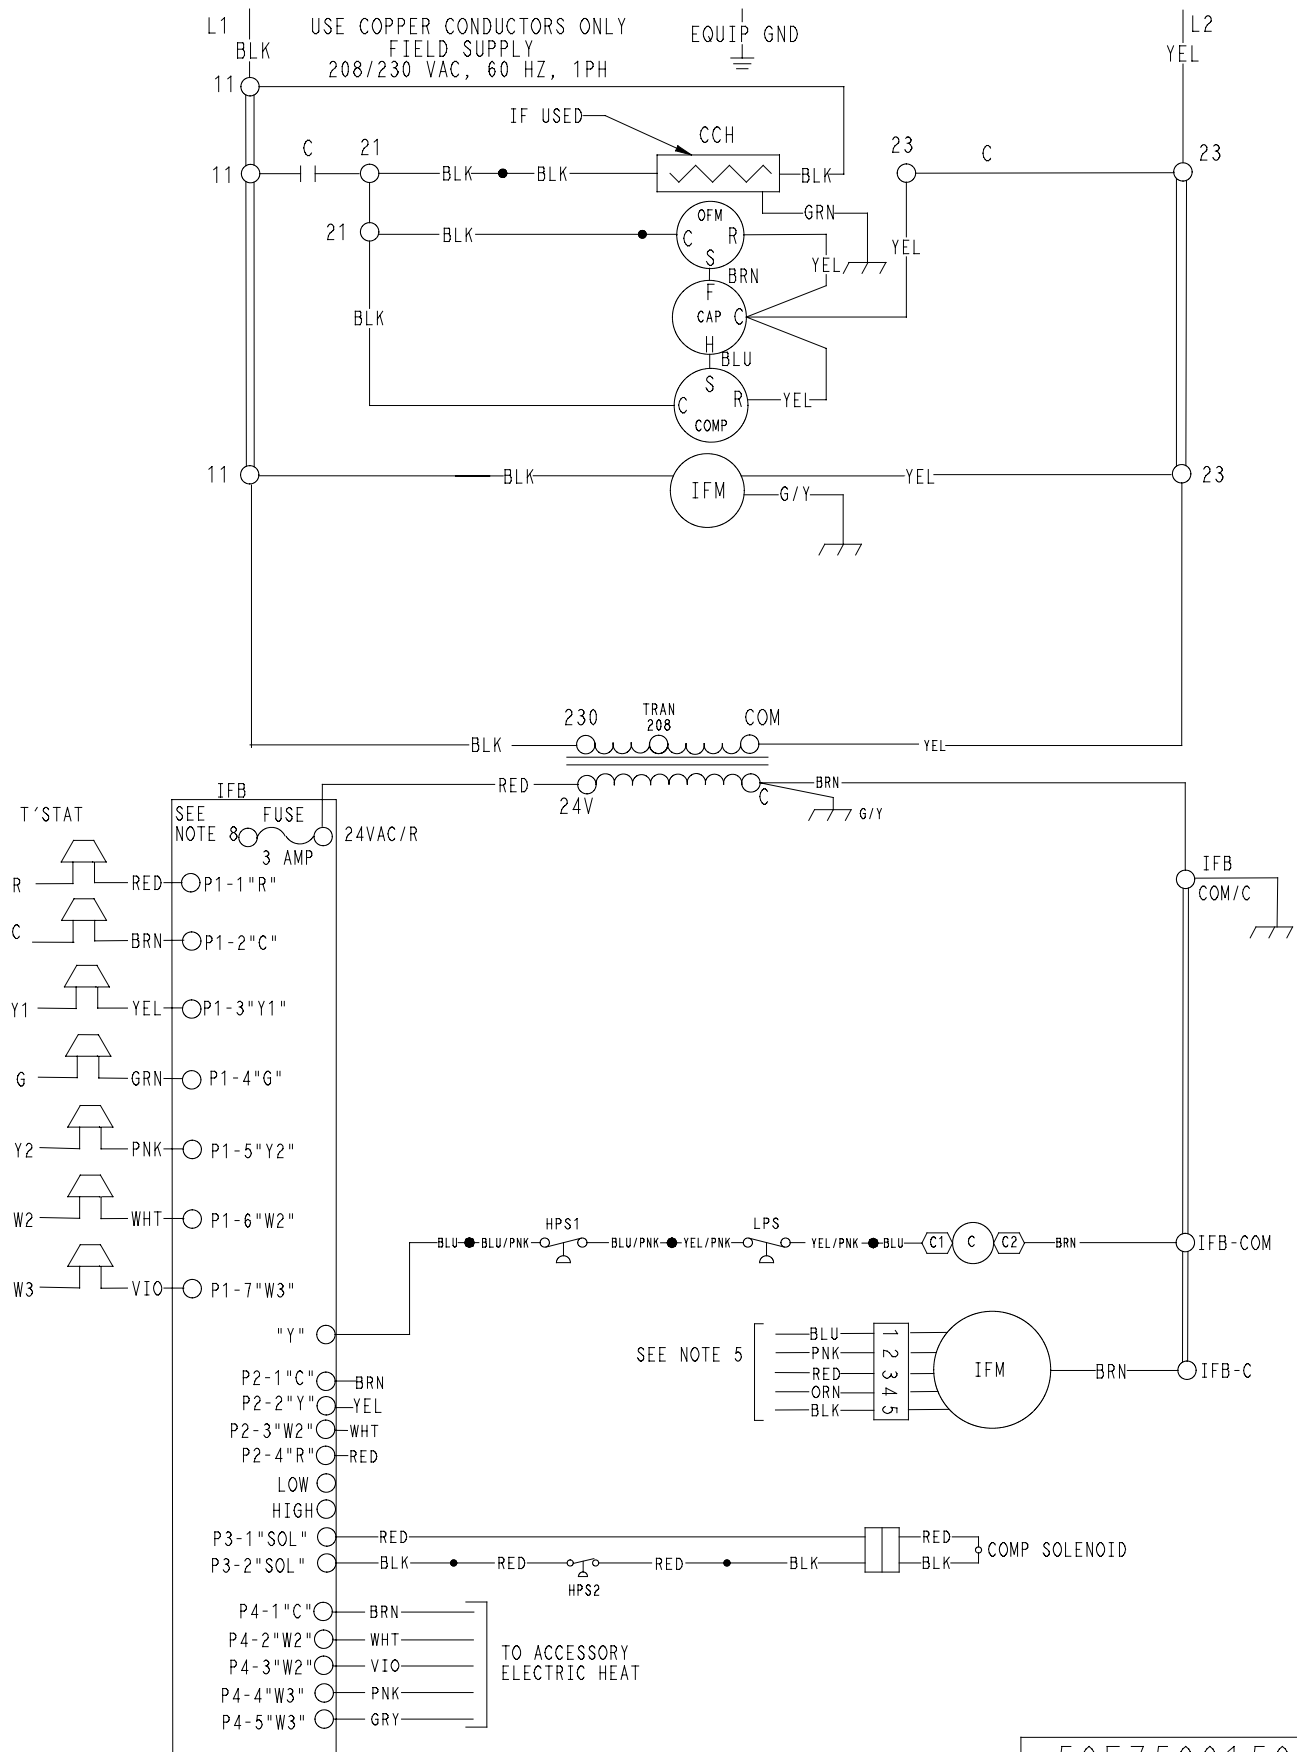 L1
USE COPPER CONDUCTORS ONLY
FIELD SUPPLY
208/230 VAC, 60 HZ, 1PH
EQUIP GND
L2
BLK
YEL
11
IF USED
CCH
11
C
21
BLK
BLK
BLK
23
C
23
GRN
21
BLK
OFM
C
R
S
YEL
YEL
BRN
F
CAP
C
H
BLK
BLU
S
C
R
COMP
YEL
11
BLK
IFM
YEL
23
G/Y
230
TRAN
208
COM
BLK
YEL
RED
24V
C
BRN
G/Y
T'STAT
IFB
SEE
NOTE 8
FUSE
3 AMP
24VAC/R
IFB
COM/C
R
RED
P1-1"R"
C
BRN
P1-2"C"
Y1
YEL
P1-3"Y1"
G
GRN
P1-4"G"
Y2
PNK
P1-5"Y2"
W2
WHT
P1-6"W2"
W3
VIO
P1-7"W3"
HPS1
LPS
BLU
BLU/PNK
BLU/PNK
YEL/PNK
YEL/PNK
BLU
C1
C
C2
BRN
IFB-COM
"Y"
SEE NOTE 5
BLU
1
PNK
2
RED
3
ORN
4
BLK
5
IFM
BRN
IFB-C
P2-1"C"
BRN
P2-2"Y"
YEL
P2-3"W2"
WHT
P2-4"R"
RED
LOW
HIGH
P3-1"SOL"
RED
RED
P3-2"SOL"
BLK
RED
HPS2
RED
BLK
BLK
COMP SOLENOID
P4-1"C"
BRN
P4-2"W2"
WHT
P4-3"W2"
VIO
P4-4"W3"
PNK
P4-5"W3"
GRY
TO ACCESSORY
ELECTRIC HEAT